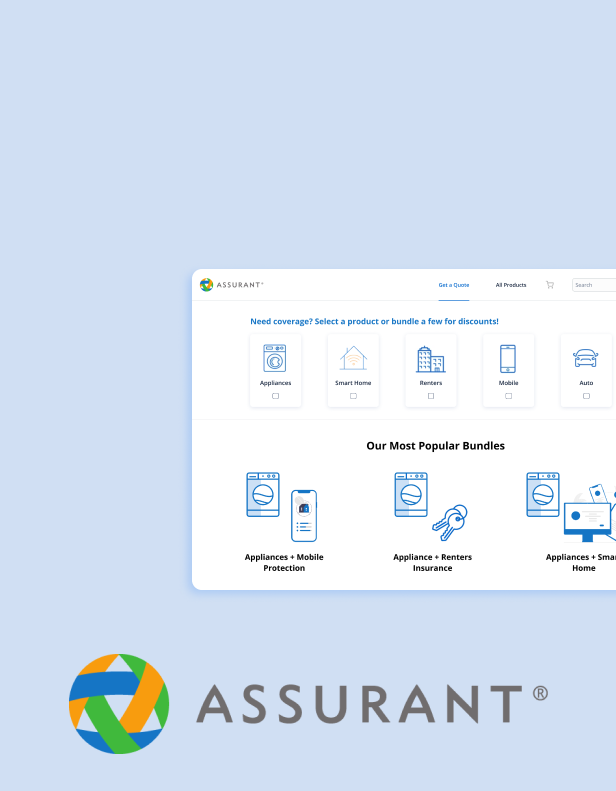 ASSURANT
Get a Quote
All Products
Search
Need coverage? Select a product or bundle a few for discounts!
Appliances
Smart Home
Renters
Mobile
Auto
Our Most Popular Bundles
Appliances + Mobile
Protection
Appliance + Renters
Insurance
Appliances + Smar
Home
ASSURANT®